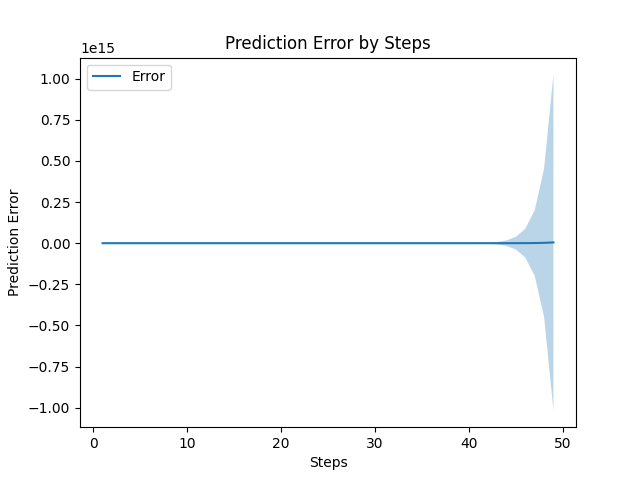 Prediction Error by Steps
1e15
Error
1.00
0.75
0.50
0.25
0.00
−0.25
−0.50
−0.75
−1.00
Prediction Error
0 10 20 30 40 50
Steps